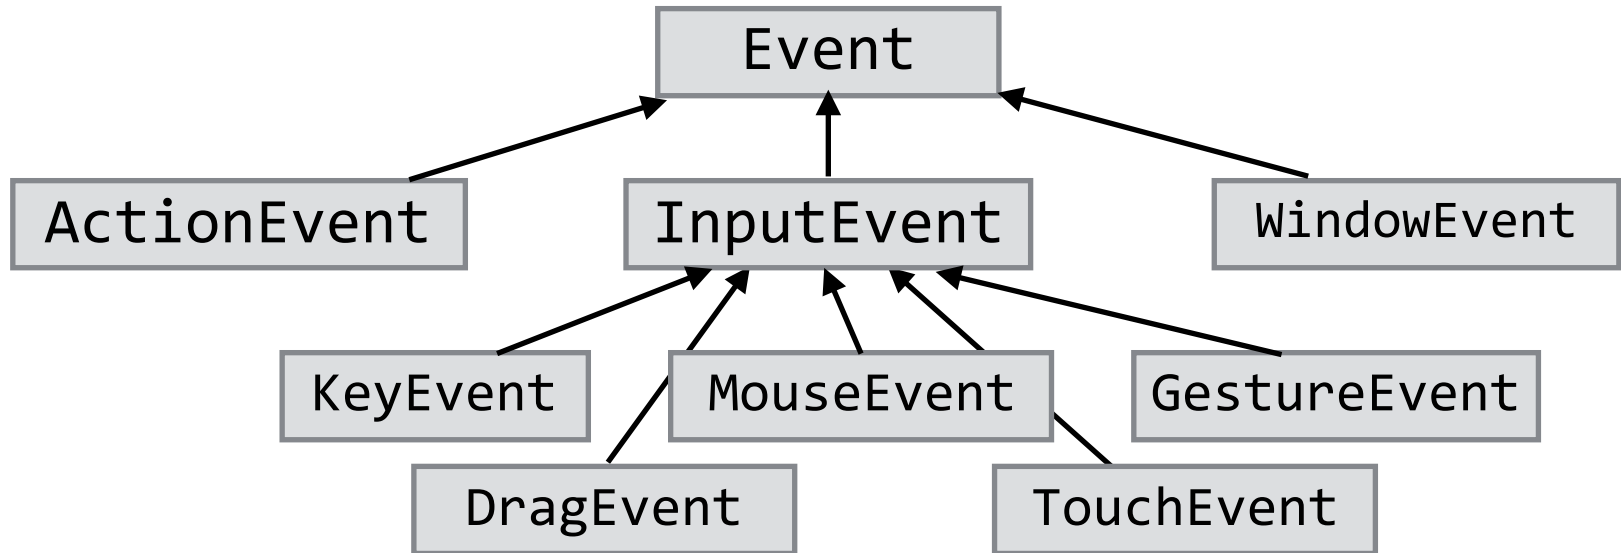 Event
ActionEvent
InputEvent
WindowEvent
KeyEvent
MouseEvent
GestureEvent
DragEvent
TouchEvent